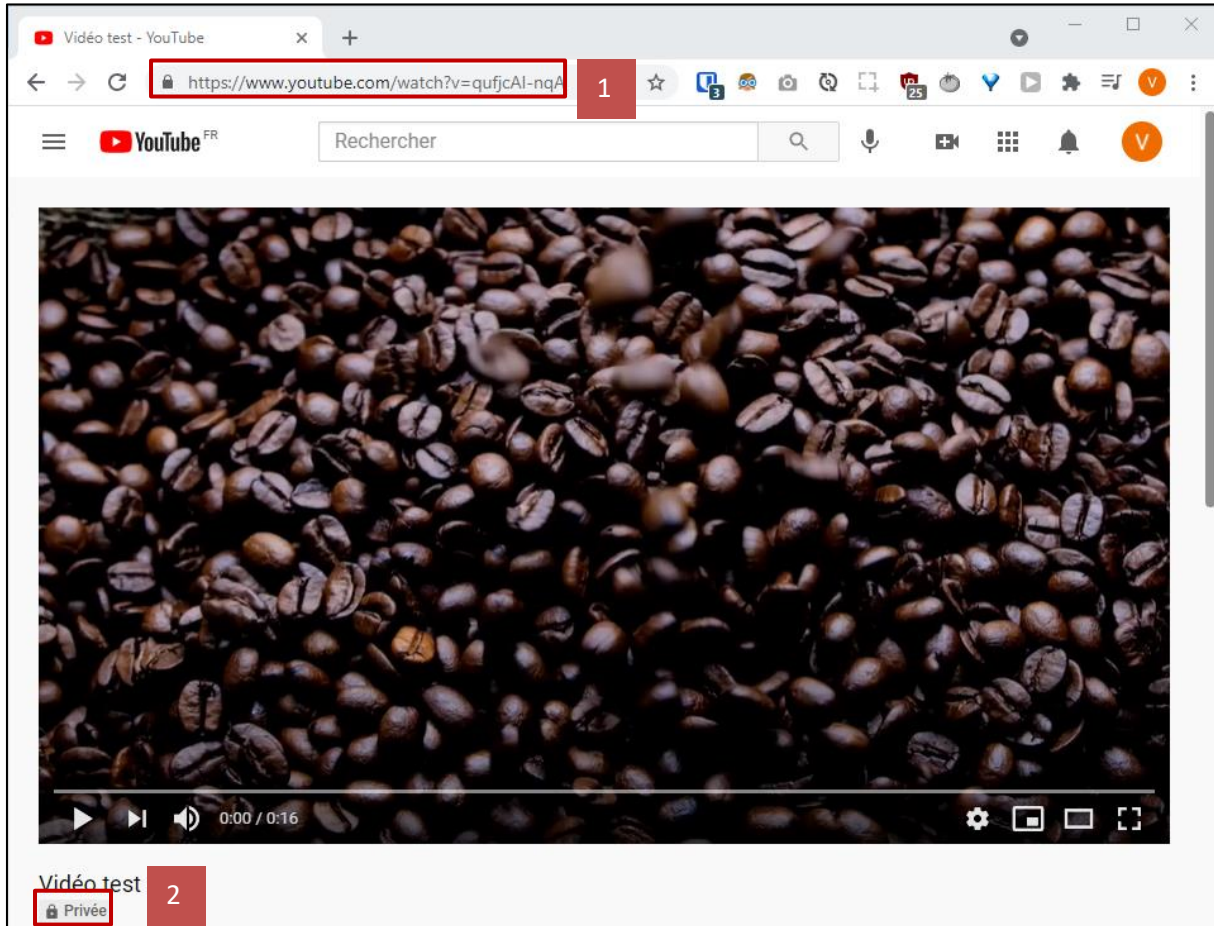 Vidéo test - YouTube
https://www.youtube.com/watch?v=qufjcAI-nqA
1
3
25
V
YouTube FR
Rechercher
V
0:00 / 0:16
Vidéo test
2
Privée